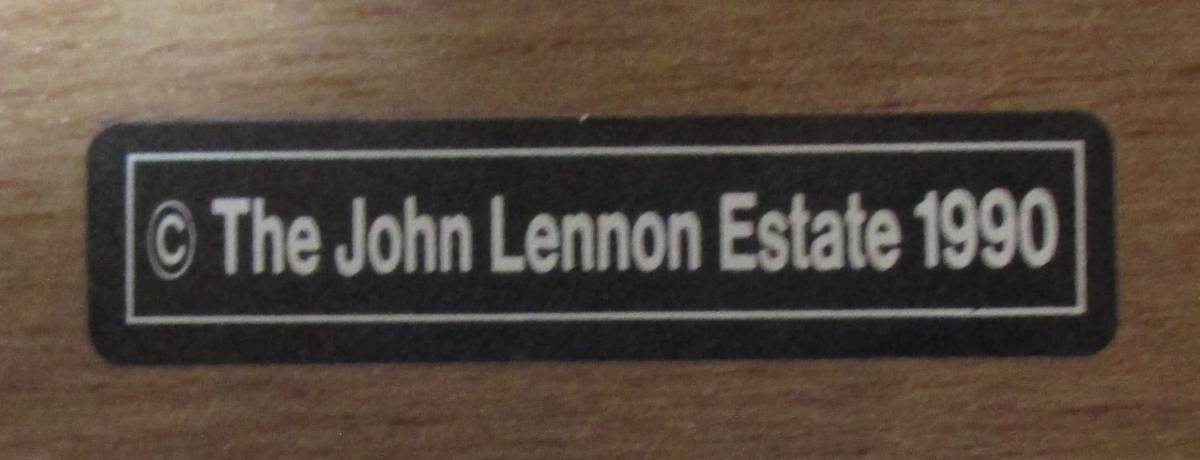 © The John Lennon Estate 1990